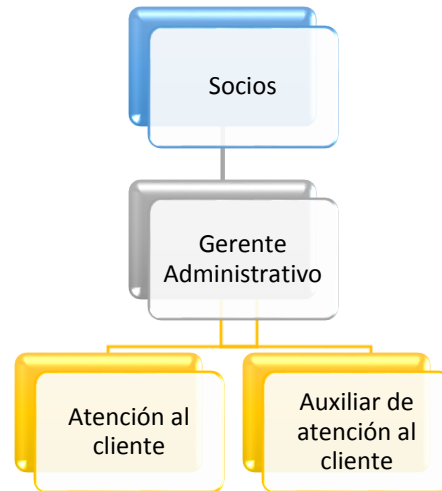 Socios
Gerente
Administrativo
Atención al
cliente
Auxiliar de
atención al
cliente